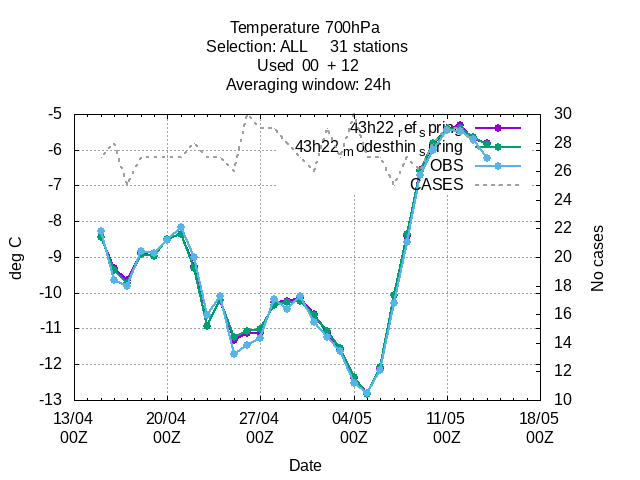 Temperature 700hPa
Selection: ALL 31 stations
Used 00 + 12
Averaging window: 24h
-5 30
43h22_ref_spring
-6 28
43h22_modesthin_spring
OBS
-7 26
CASES
24
-8 22
-9 20
-10 18
-11 16
14
-12 12
-13 10
deg C
No cases
13/04 20/04 27/04 04/05 11/05 18/05
00Z 00Z 00Z 00Z 00Z 00Z
Date